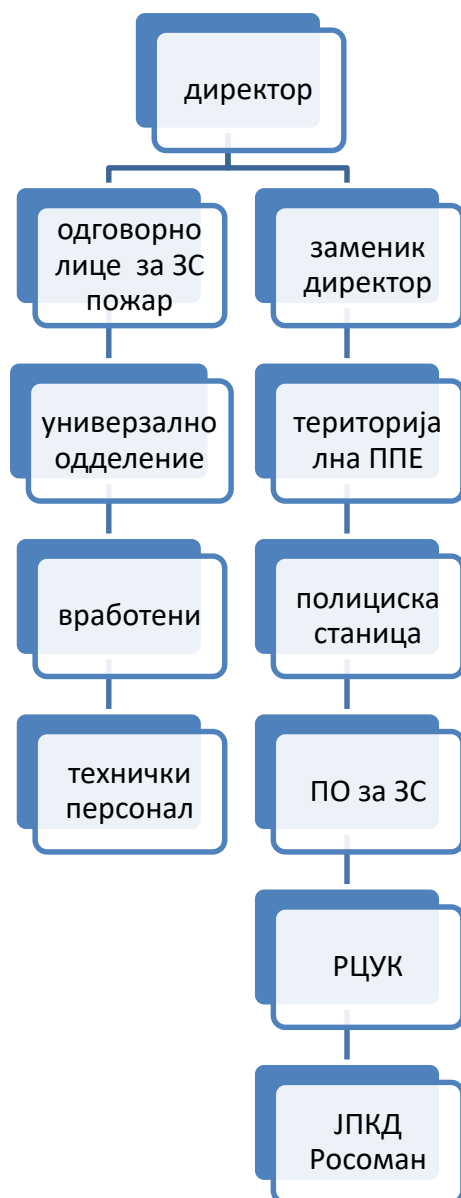 директор
одговорно
лице за ЗС
пожар
заменик
директор
универзално
одделение
територија
лна ППЕ
вработени
полициска
станица
технички
персонал
ПО за ЗС
РЦУК
ЈПКД
Росоман